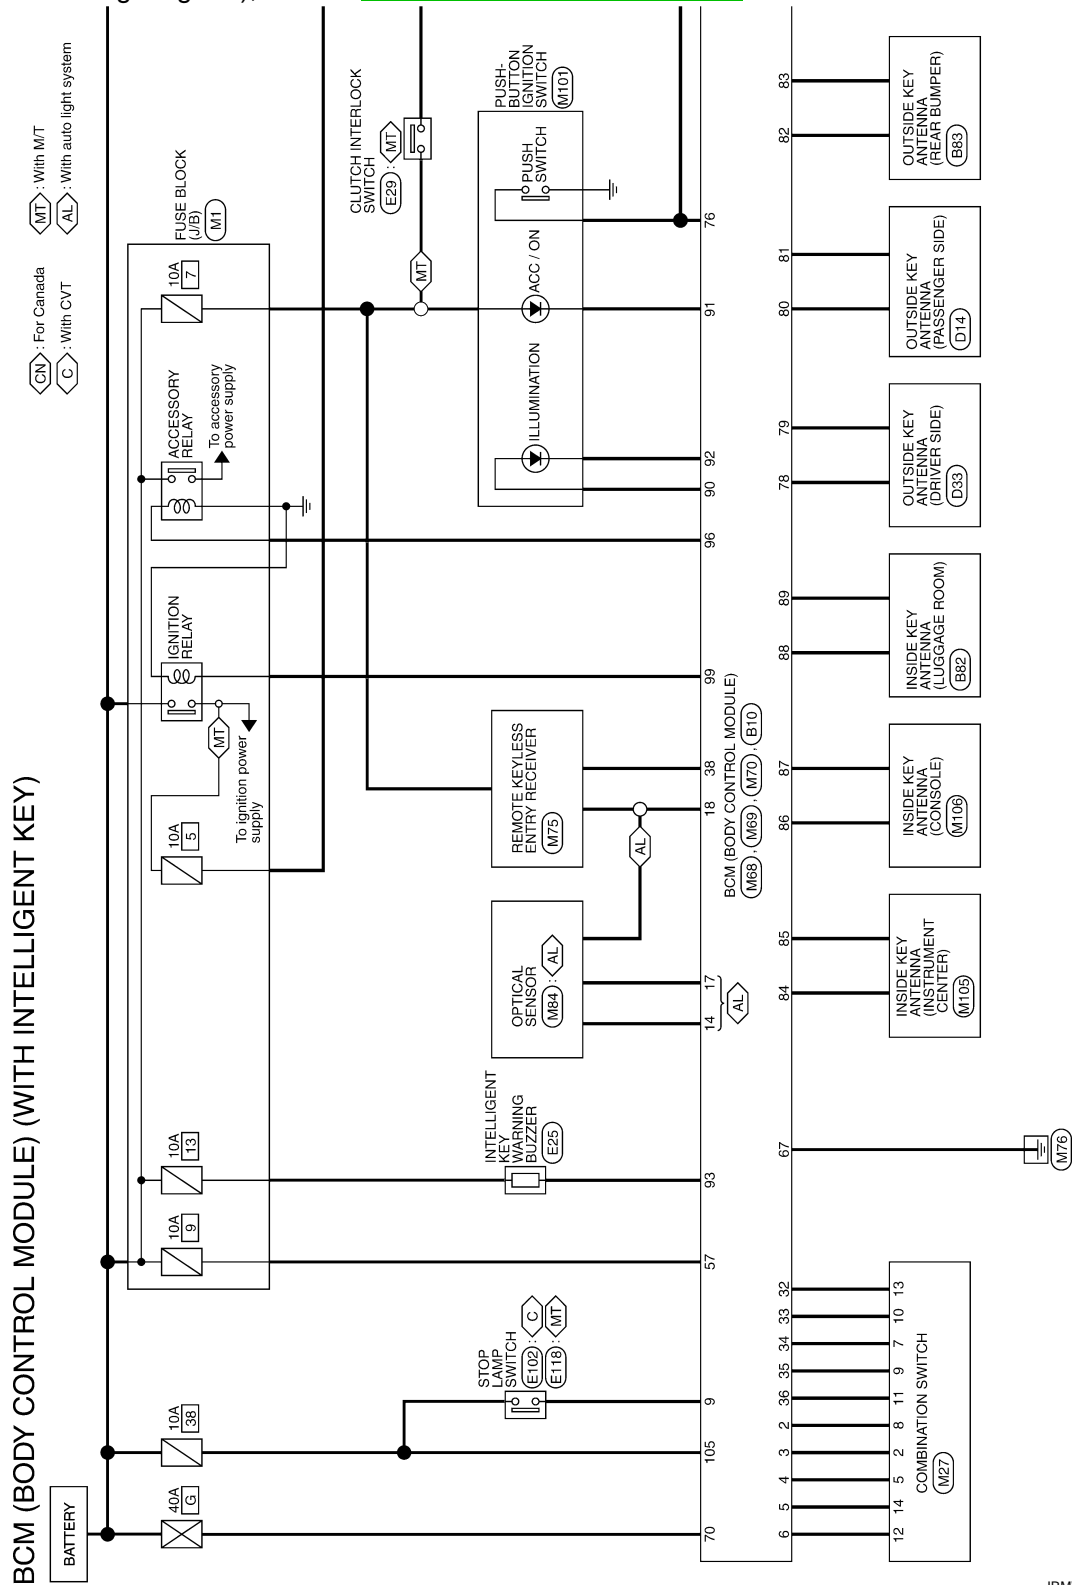 BCM (BODY CONTROL MODULE) (WITH INTELLIGENT KEY)
CN : For Canada
MT : With M/T
C : With CVT
AL : With auto light system
BATTERY
40A
G
10A
38
10A
9
10A
13
10A
5
MT
To ignition power
supply
IGNITION
RELAY
ACCESSORY
RELAY
To accessory
power supply
10A
7
FUSE BLOCK
(J/B)
M1
CLUTCH INTERLOCK
SWITCH
E29 : MT
MT
STOP
LAMP
SWITCH
E102 : C
E118 : MT
INTELLIGENT
KEY
WARNING
BUZZER
E25
OPTICAL
SENSOR
M84 : AL
AL
REMOTE KEYLESS
ENTRY RECEIVER
M75
ILLUMINATION
ACC / ON
PUSH
SWITCH
PUSH-
BUTTON
IGNITION
SWITCH
M101
70
105
9
57
93
14
17
AL
18
38
99
96
90
92
91
76
BCM (BODY CONTROL MODULE)
M68 , M69 , M70 , B10
6
5
4
3
2
36
35
34
33
32
67
84
85
86
87
88
89
78
79
80
81
82
83
12
14
5
2
8
11
9
7
10
13
COMBINATION SWITCH
M27
M76
INSIDE KEY
ANTENNA
(INSTRUMENT
CENTER)
M105
INSIDE KEY
ANTENNA
(CONSOLE)
M106
INSIDE KEY
ANTENNA
(LUGGAGE ROOM)
B82
OUTSIDE KEY
ANTENNA
(DRIVER SIDE)
D33
OUTSIDE KEY
ANTENNA
(PASSENGER SIDE)
D14
OUTSIDE KEY
ANTENNA
(REAR BUMPER)
B83